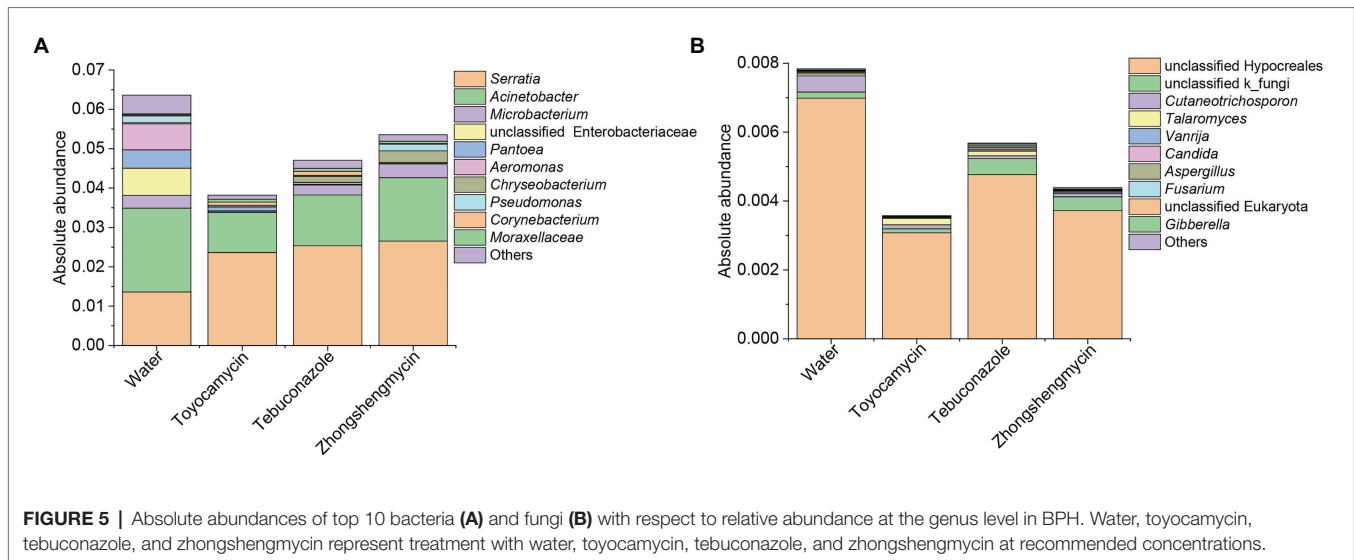 A
Absolute abundance
0.07
0.06
0.05
0.04
0.03
0.02
0.01
0.00
Water
Toyocamycin
Tebuconazole
Zhongshengmycin
Serratia
Acinetobacter
Microbacterium
unclassified Enterobacteriaceae
Pantoea
Aeromonas
Chryseobacterium
Pseudomonas
Corynebacterium
Moraxellaceae
Others
B
Absolute abundance
0.008
0.006
0.004
0.002
0.000
Water
Toyocamycin
Tebuconazole
Zhongshengmycin
unclassified Hypocreales
unclassified k_fungi
Cutaneotrichosporon
Talaromyces
Vanrija
Candida
Aspergillus
Fusarium
unclassified Eukaryota
Gibberella
Others
FIGURE 5 | Absolute abundances of top 10 bacteria (A) and fungi (B) with respect to relative abundance at the genus level in BPH. Water, toyocamycin,
tebuconazole, and zhongshengmycin represent treatment with water, toyocamycin, tebuconazole, and zhongshengmycin at recommended concentrations.